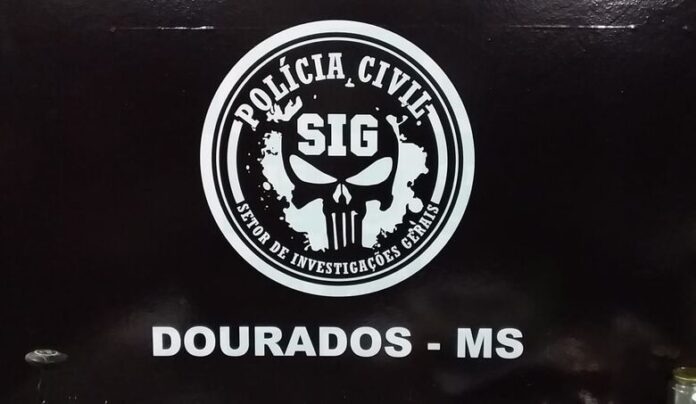 POLÍCIA CIVIL
SIG
SETOR DE INVESTIGAÇÕES GERAIS
DOURADOS - MS